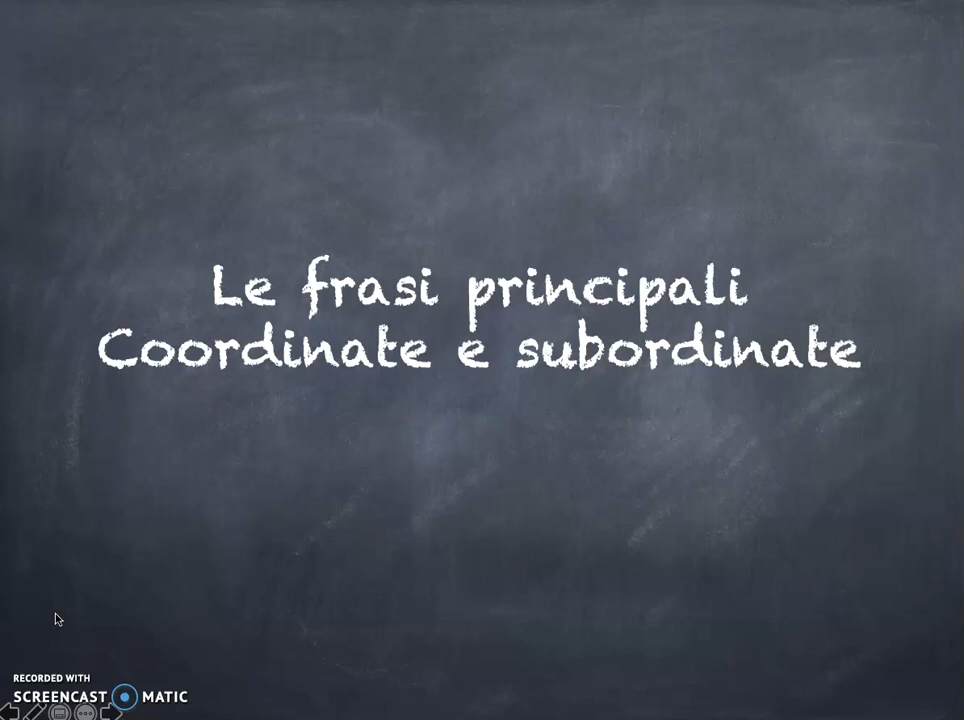 Le frasi principali
Coordinate e subordinate
RECORDED WITH
SCREENCAST MATIC